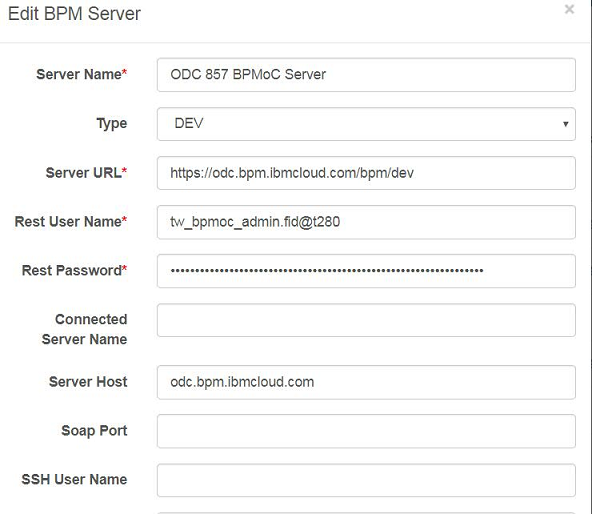 Edit BPM Server
×
Server Name* ODC 857 BPMoC Server
Type DEV
Server URL* https://odc.bpm.ibmcloud.com/bpm/dev
Rest User Name* tw_bpmoc_admin.fid@t280
Rest Password*
Connected
Server Name
Server Host odc.bpm.ibmcloud.com
Soap Port
SSH User Name